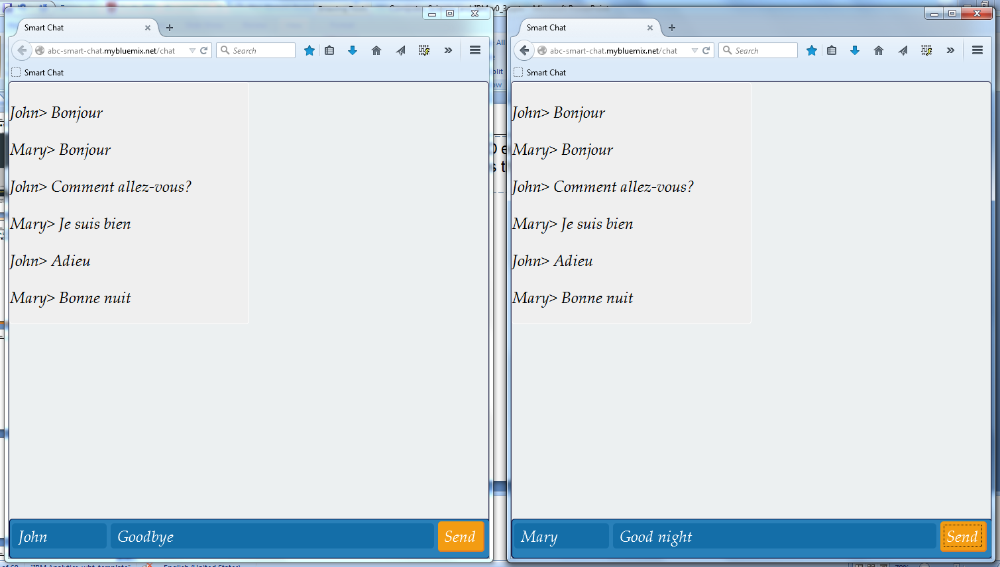 Smart Chat
abc-smart-chat.mybluemix.net/chat
Search
Smart Chat
John> Bonjour
Mary> Bonjour
John> Comment allez-vous?
Mary> Je suis bien
John> Adieu
Mary> Bonne nuit
John
Goodbye
Send
Smart Chat
abc-smart-chat.mybluemix.net/chat
Search
Smart Chat
John> Bonjour
Mary> Bonjour
John> Comment allez-vous?
Mary> Je suis bien
John> Adieu
Mary> Bonne nuit
Mary
Good night
Send
All